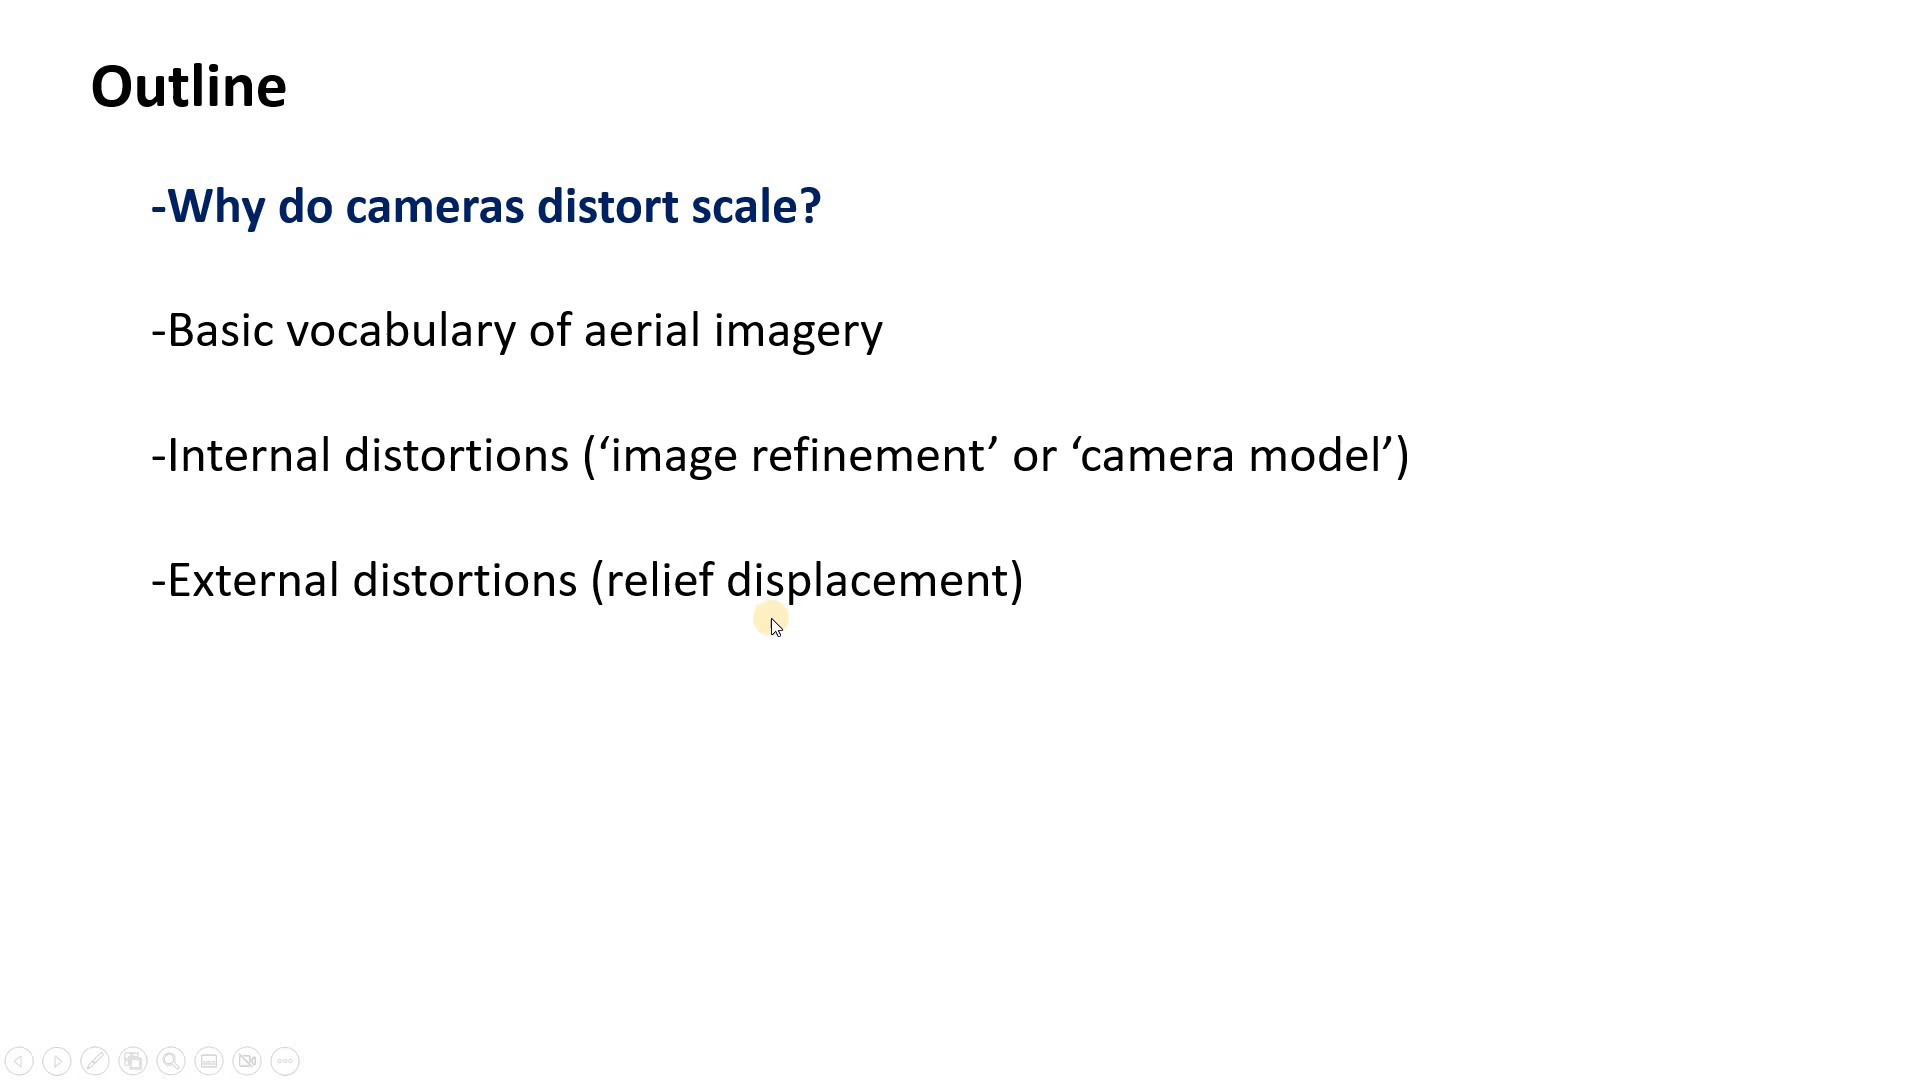 Outline
-Why do cameras distort scale?
-Basic vocabulary of aerial imagery
-Internal distortions (‘image refinement’ or ‘camera model’)
-External distortions (relief displacement)